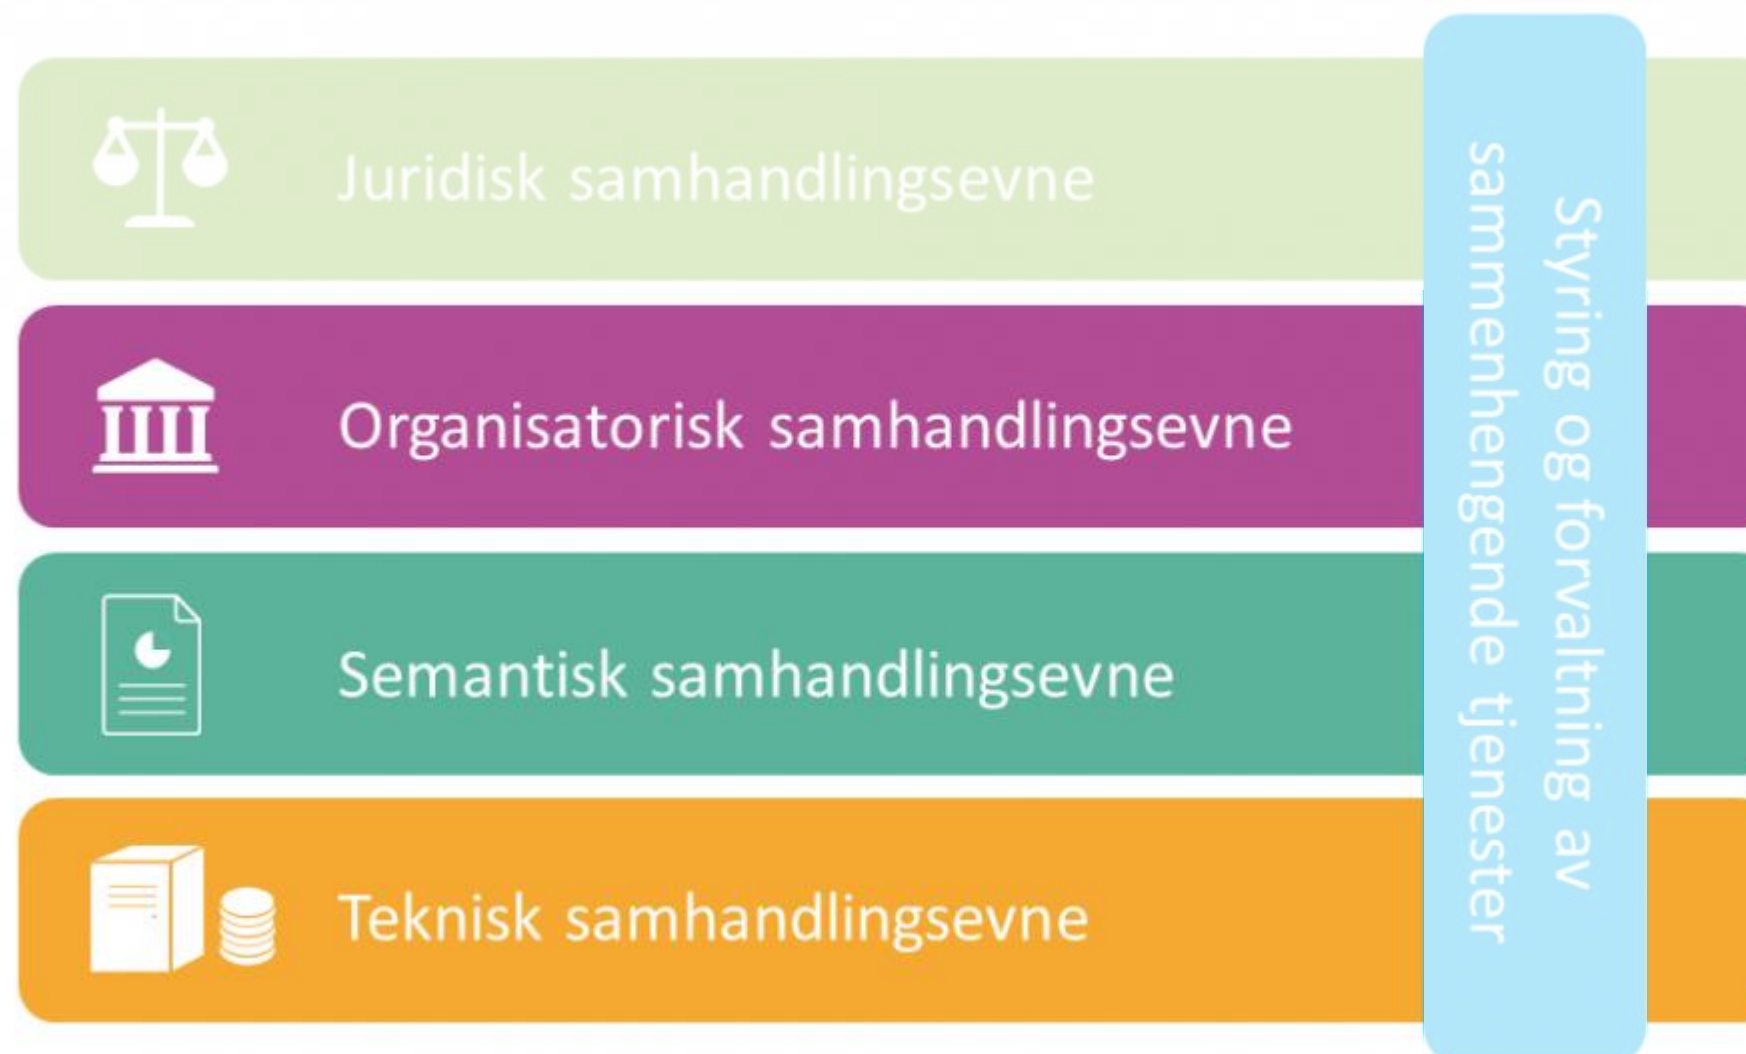 Juridisk samhandlingsevne
Organisatorisk samhandlingsevne
Semantisk samhandlingsevne
Teknisk samhandlingsevne
Styring og forvaltning av
sammenhengende tjenester